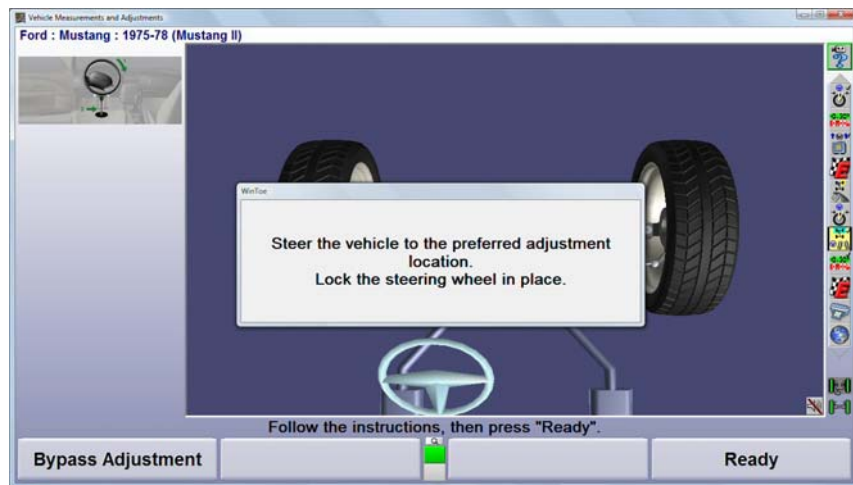 Vehicle Measurements and Adjustments
Ford : Mustang : 1975-78 (Mustang II)
WinToe
Steer the vehicle to the preferred adjustment
location.
Lock the steering wheel in place.
Follow the instructions, then press "Ready".
Bypass Adjustment
Ready